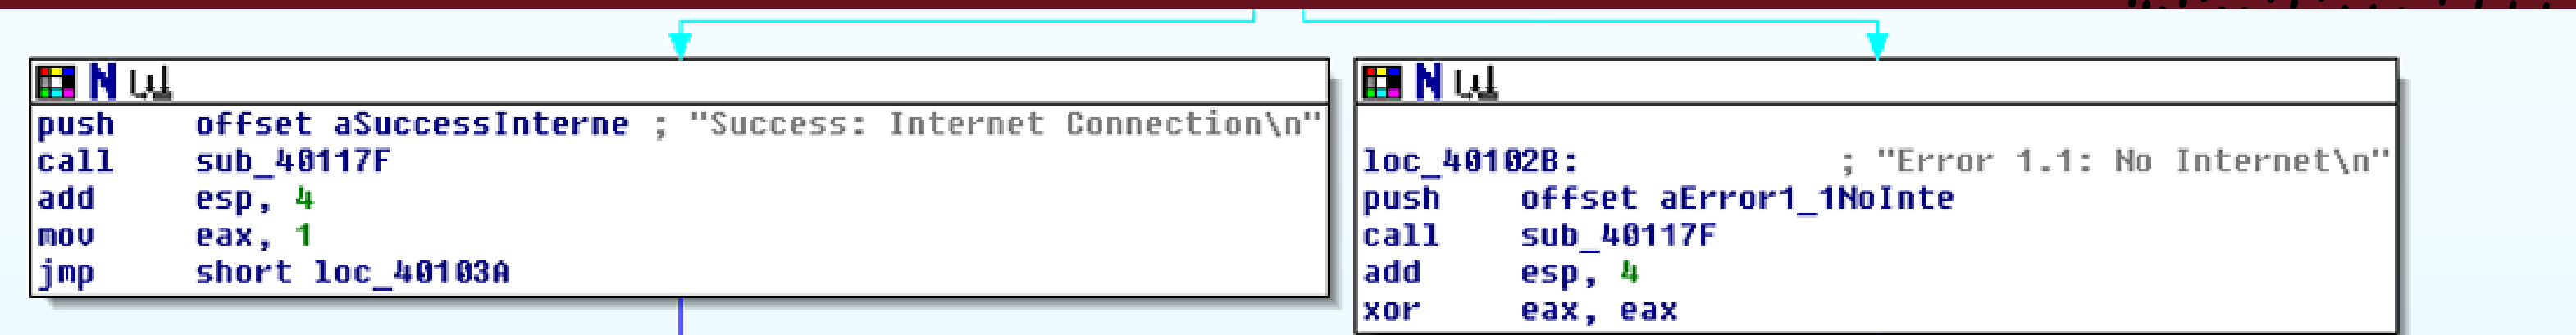 push offset aSuccessInterne ; "Success: Internet Connection\n"
call sub_40117F
add esp, 4
mov eax, 1
jmp short loc_40103A
loc_40102B: ; "Error 1.1: No Internet\n"
push offset aError1_1NoInte
call sub_40117F
add esp, 4
xor eax, eax